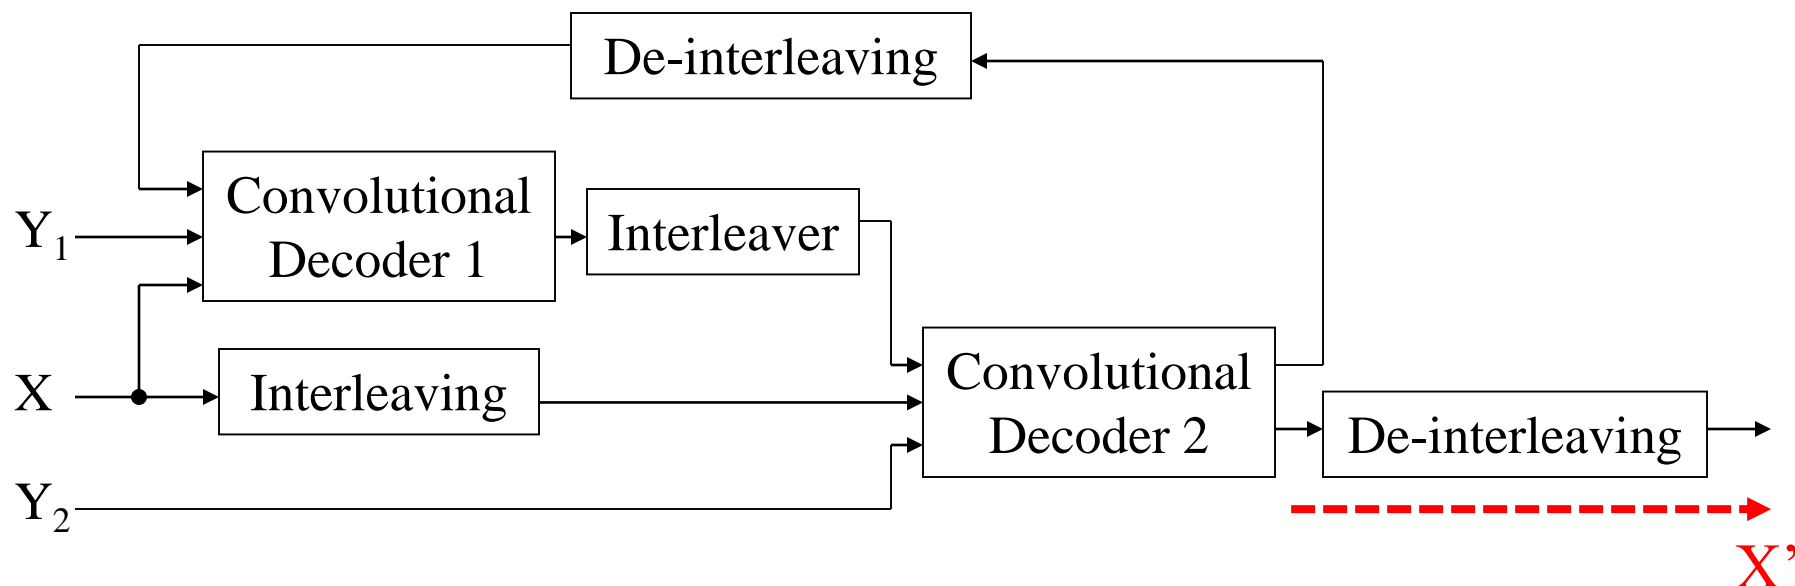 De-interleaving
Convolutional
Decoder 1
Y₁
Interleaver
X
Interleaving
Convolutional
Decoder 2
De-interleaving
Y₂
X’